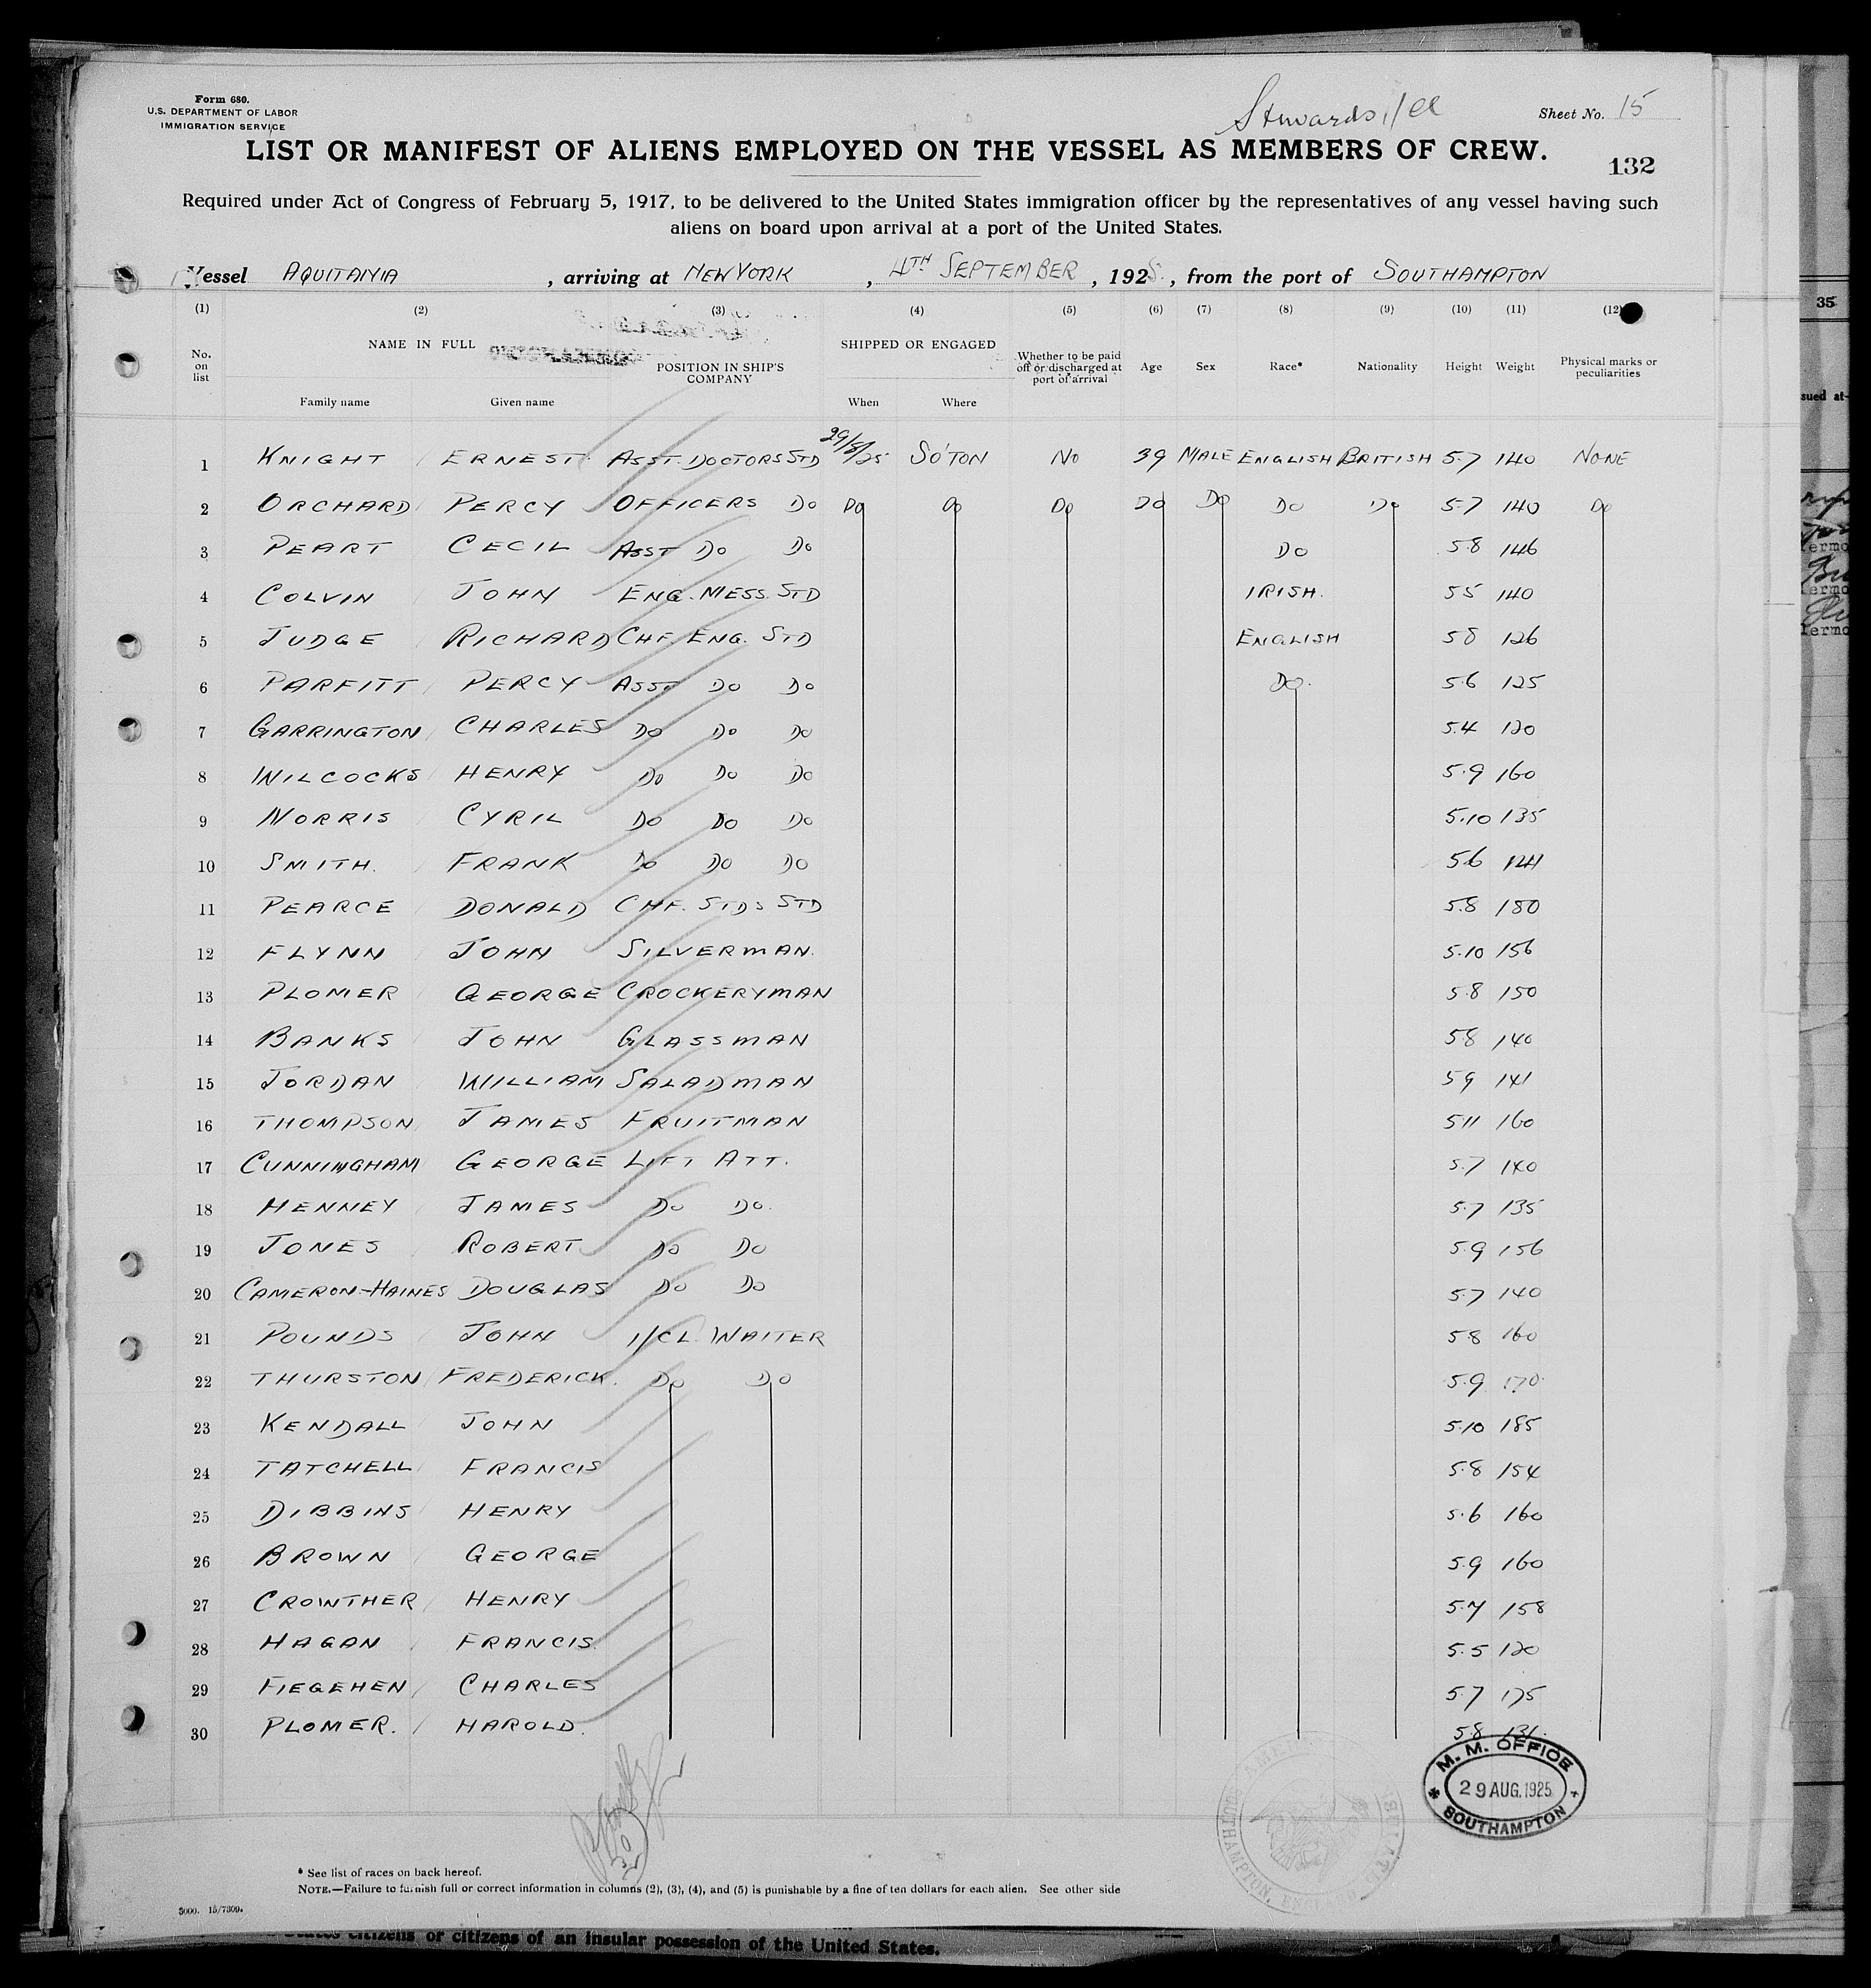 Form 680.
U.S. DEPARTMENT OF LABOR
IMMIGRATION SERVICE
Stewards 1/Cl
Sheet No. 15
LIST OR MANIFEST OF ALIENS EMPLOYED ON THE VESSEL AS MEMBERS OF CREW.
132
Required under Act of Congress of February 5, 1917, to be delivered to the United States immigration officer by the representatives of any vessel having such
aliens on board upon arrival at a port of the United States.
Vessel AQUITANIA, arriving at NEW YORK, 4TH SEPTEMBER, 1925, from the port of SOUTHAMPTON
(1) (2) (3) (4) (5) (6) (7) (8) (9) (10) (11) (12)
No. on list NAME IN FULL Family name Given name POSITION IN SHIP'S COMPANY SHIPPED OR ENGAGED When Where Whether to be paid off or discharged at port of arrival Age Sex Race* Nationality Height Weight Physical marks or peculiarities
1 KNIGHT ERNEST. ASST. DOCTORS STD 29/8/25 SO'TON NO 39 MALE ENGLISH BRITISH 5.7 140 NONE
2 ORCHARD PERCY OFFICERS DO DO DO DO DO DO DO 5.7 140 DO
3 PEART CECIL ASST DO DO DO 5.8 146
4 COLVIN JOHN ENG. MESS. STD IRISH. 5 5 140
5 JUDGE RICHARD CHF. ENG. STD ENGLISH 5 8 126
6 PARFITT PERCY ASST DO DO DO. 5.6 125
7 GARRINGTON CHARLES DO DO DO 5.4 120
8 WILCOCKS HENRY DO DO DO 5.9 160
9 NORRIS CYRIL DO DO DO 5.10 135
10 SMITH. FRANK DO DO DO 5.6 141
11 PEARCE DONALD CHF. STDS STD 5.8 180
12 FLYNN JOHN SILVERMAN. 5.10 156
13 PLOMER GEORGE CROCKERYMAN 5.8 150
14 BANKS JOHN GLASSMAN 5 8 140
15 JORDAN WILLIAM SALADMAN 5 9 141
16 THOMPSON JAMES FRUITMAN 5 11 160
17 CUNNINGHAM GEORGE LIFT ATT. 5.7 140
18 HENNEY JAMES DO DO. 5.7 135
19 JONES ROBERT DO DO 5.9 156
20 CAMERON-HAINES DOUGLAS DO DO 5.7 140
21 POUNDS JOHN 1/CL. WAITER 5 8 160
22 THURSTON FREDERICK. DO DO 5.9 170
23 KENDALL JOHN 5.10 185
24 TATCHELL FRANCIS 5.8 154
25 DIBBINS HENRY 5.6 160
26 BROWN GEORGE 5.9 160
27 CROWTHER HENRY 5.7 158
28 HAGAN FRANCIS. 5.5 120
29 FIEGEHEN CHARLES 5.7 175
30 PLOMER. HAROLD. 5.8 131.
M. M. OFFICE
29 AUG. 1925
SOUTHAMPTON
* See list of races on back hereof.
NOTE.—Failure to furnish full or correct information in columns (2), (3), (4), and (5) is punishable by a fine of ten dollars for each alien. See other side
5000. 15/7309.
States citizens or citizens of an insular possession of the United States.
35
sued at-